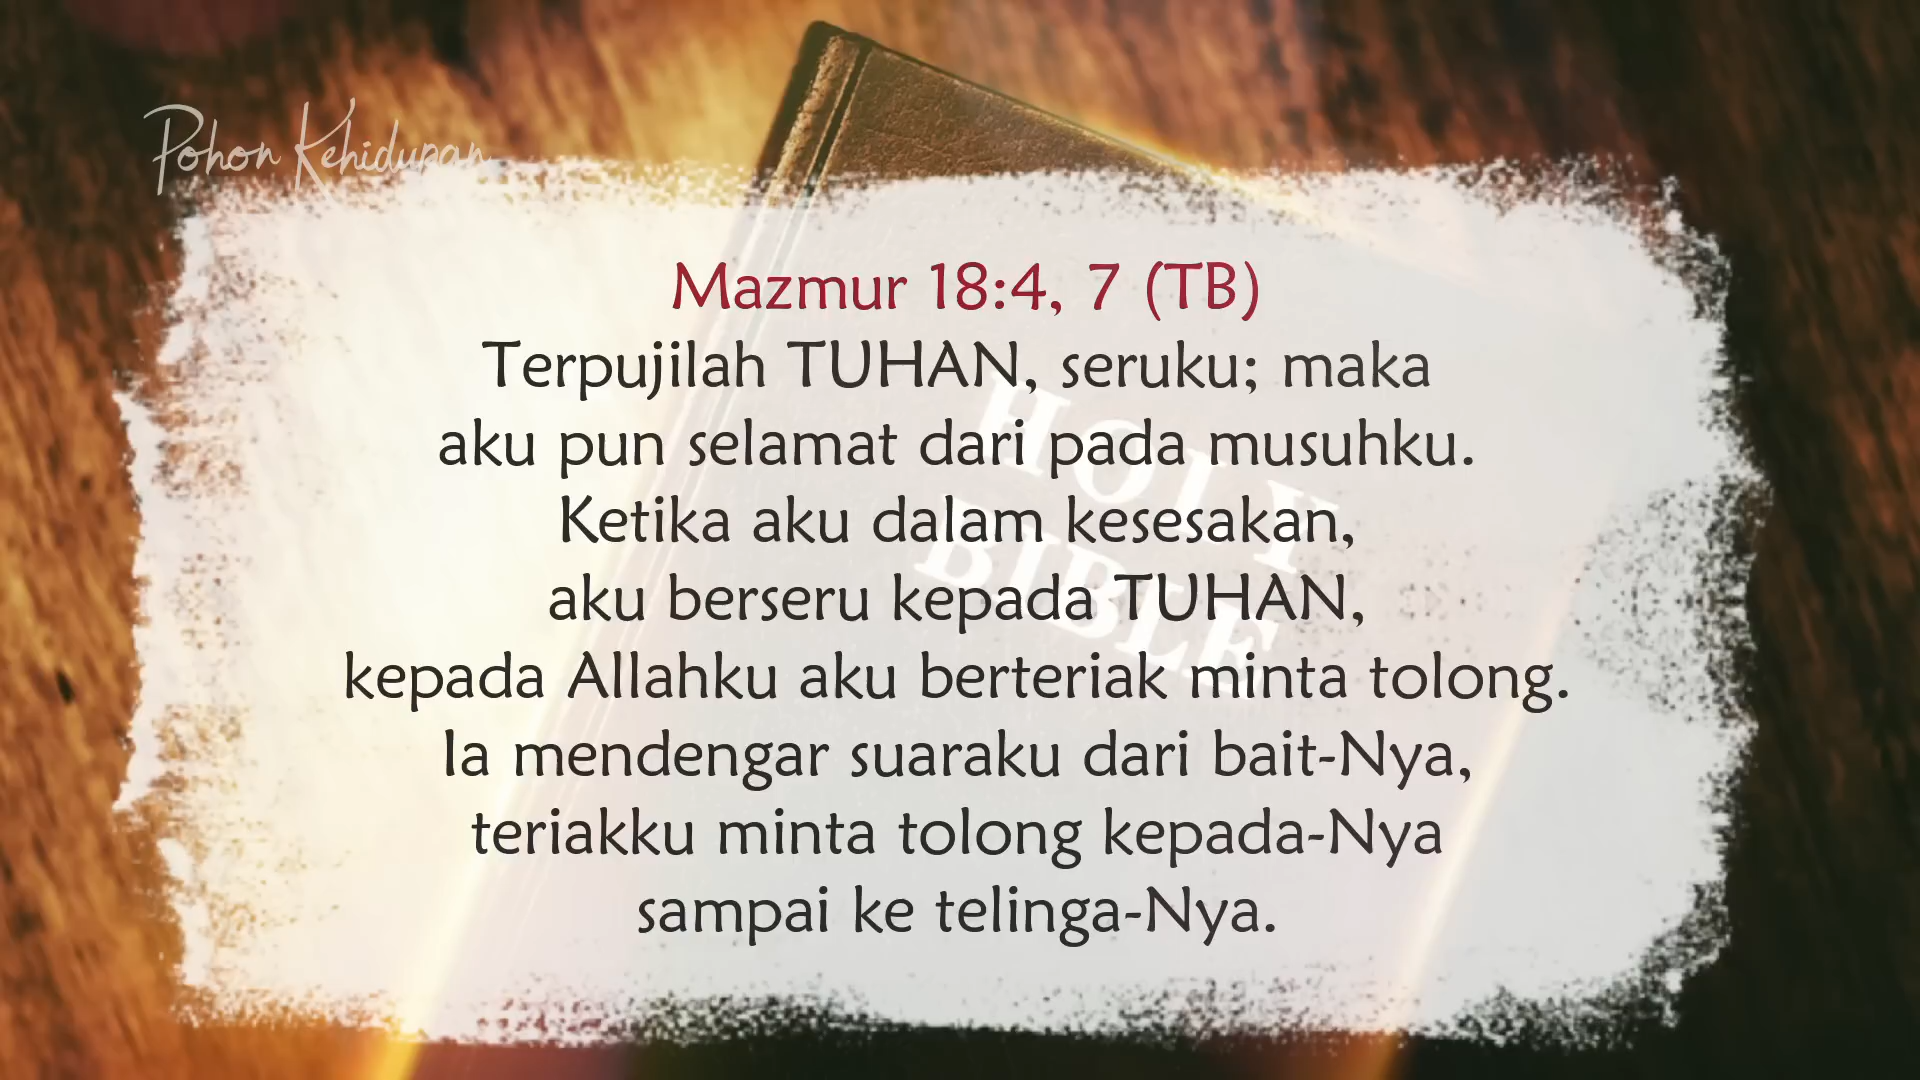 Pohon Kehidupan
Mazmur 18:4, 7 (TB)
Terpujilah TUHAN, seruku; maka
aku pun selamat dari pada musuhku.
Ketika aku dalam kesesakan,
aku berseru kepada TUHAN,
kepada Allahku aku berteriak minta tolong.
Ia mendengar suaraku dari bait-Nya,
teriakku minta tolong kepada-Nya
sampai ke telinga-Nya.
HOLY
BIBLE